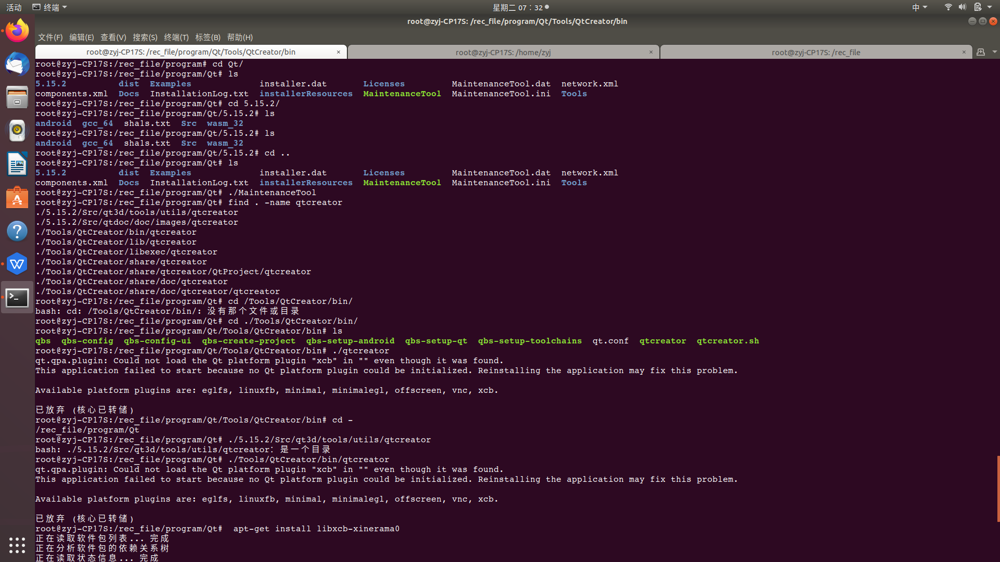 活动 终端 星期二 07：32 中
root@zyj-CP17S: /rec_file/program/Qt/Tools/QtCreator/bin
文件(F) 编辑(E) 查看(V) 搜索(S) 终端(T) 标签(B) 帮助(H)
root@zyj-CP17S: /rec_file/program/Qt/Tools/QtCreator/bin × root@zyj-CP17S: /home/zyj × root@zyj-CP17S: /rec_file ×
root@zyj-CP17S:/rec_file/program# cd Qt/
root@zyj-CP17S:/rec_file/program/Qt# ls
5.15.2 dist Examples installer.dat Licenses MaintenanceTool.dat network.xml
components.xml Docs InstallationLog.txt installerResources MaintenanceTool MaintenanceTool.ini Tools
root@zyj-CP17S:/rec_file/program/Qt# cd 5.15.2/
root@zyj-CP17S:/rec_file/program/Qt/5.15.2# ls
android gcc_64 sha1s.txt Src wasm_32
root@zyj-CP17S:/rec_file/program/Qt/5.15.2# ls
android gcc_64 sha1s.txt Src wasm_32
root@zyj-CP17S:/rec_file/program/Qt/5.15.2# cd ..
root@zyj-CP17S:/rec_file/program/Qt# ls
5.15.2 dist Examples installer.dat Licenses MaintenanceTool.dat network.xml
components.xml Docs InstallationLog.txt installerResources MaintenanceTool MaintenanceTool.ini Tools
root@zyj-CP17S:/rec_file/program/Qt# ./MaintenanceTool
root@zyj-CP17S:/rec_file/program/Qt# find . -name qtcreator
./5.15.2/Src/qt3d/tools/utils/qtcreator
./5.15.2/Src/qtdoc/doc/images/qtcreator
./Tools/QtCreator/bin/qtcreator
./Tools/QtCreator/lib/qtcreator
./Tools/QtCreator/libexec/qtcreator
./Tools/QtCreator/share/qtcreator
./Tools/QtCreator/share/qtcreator/QtProject/qtcreator
./Tools/QtCreator/share/doc/qtcreator
./Tools/QtCreator/share/doc/qtcreator/qtcreator
root@zyj-CP17S:/rec_file/program/Qt# cd /Tools/QtCreator/bin/
bash: cd: /Tools/QtCreator/bin/: 没有那个文件或目录
root@zyj-CP17S:/rec_file/program/Qt# cd ./Tools/QtCreator/bin/
root@zyj-CP17S:/rec_file/program/Qt/Tools/QtCreator/bin# ls
qbs qbs-config qbs-config-ui qbs-create-project qbs-setup-android qbs-setup-qt qbs-setup-toolchains qt.conf qtcreator qtcreator.sh
root@zyj-CP17S:/rec_file/program/Qt/Tools/QtCreator/bin# ./qtcreator
qt.qpa.plugin: Could not load the Qt platform plugin "xcb" in "" even though it was found.
This application failed to start because no Qt platform plugin could be initialized. Reinstalling the application may fix this problem.
Available platform plugins are: eglfs, linuxfb, minimal, minimalegl, offscreen, vnc, xcb.
已放弃 (核心已转储)
root@zyj-CP17S:/rec_file/program/Qt/Tools/QtCreator/bin# cd -
/rec_file/program/Qt
root@zyj-CP17S:/rec_file/program/Qt# ./5.15.2/Src/qt3d/tools/utils/qtcreator
bash: ./5.15.2/Src/qt3d/tools/utils/qtcreator: 是一个目录
root@zyj-CP17S:/rec_file/program/Qt# ./Tools/QtCreator/bin/qtcreator
qt.qpa.plugin: Could not load the Qt platform plugin "xcb" in "" even though it was found.
This application failed to start because no Qt platform plugin could be initialized. Reinstalling the application may fix this problem.
Available platform plugins are: eglfs, linuxfb, minimal, minimalegl, offscreen, vnc, xcb.
已放弃 (核心已转储)
root@zyj-CP17S:/rec_file/program/Qt#  apt-get install libxcb-xinerama0
正在读取软件包列表... 完成
正在分析软件包的依赖关系树
正在读取状态信息... 完成